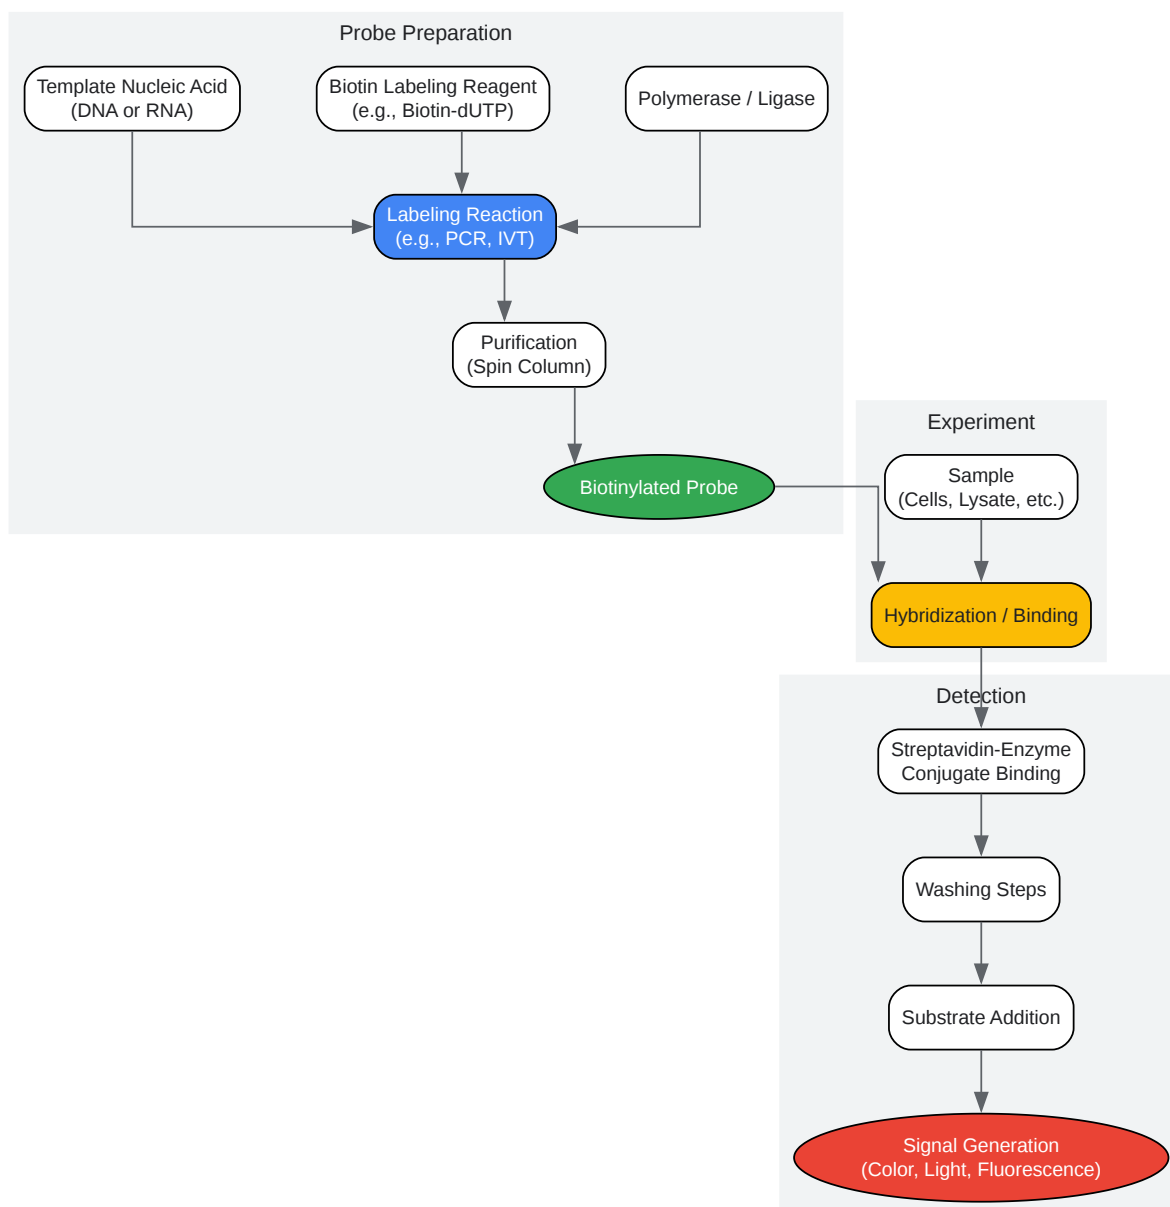 Probe Preparation
Template Nucleic Acid
(DNA or RNA)
Biotin Labeling Reagent
(e.g., Biotin-dUTP)
Polymerase / Ligase
Labeling Reaction
(e.g., PCR, IVT)
Purification
(Spin Column)
Biotinylated Probe
Experiment
Sample
(Cells, Lysate, etc.)
Hybridization / Binding
Detection
Streptavidin-Enzyme
Conjugate Binding
Washing Steps
Substrate Addition
Signal Generation
(Color, Light, Fluorescence)